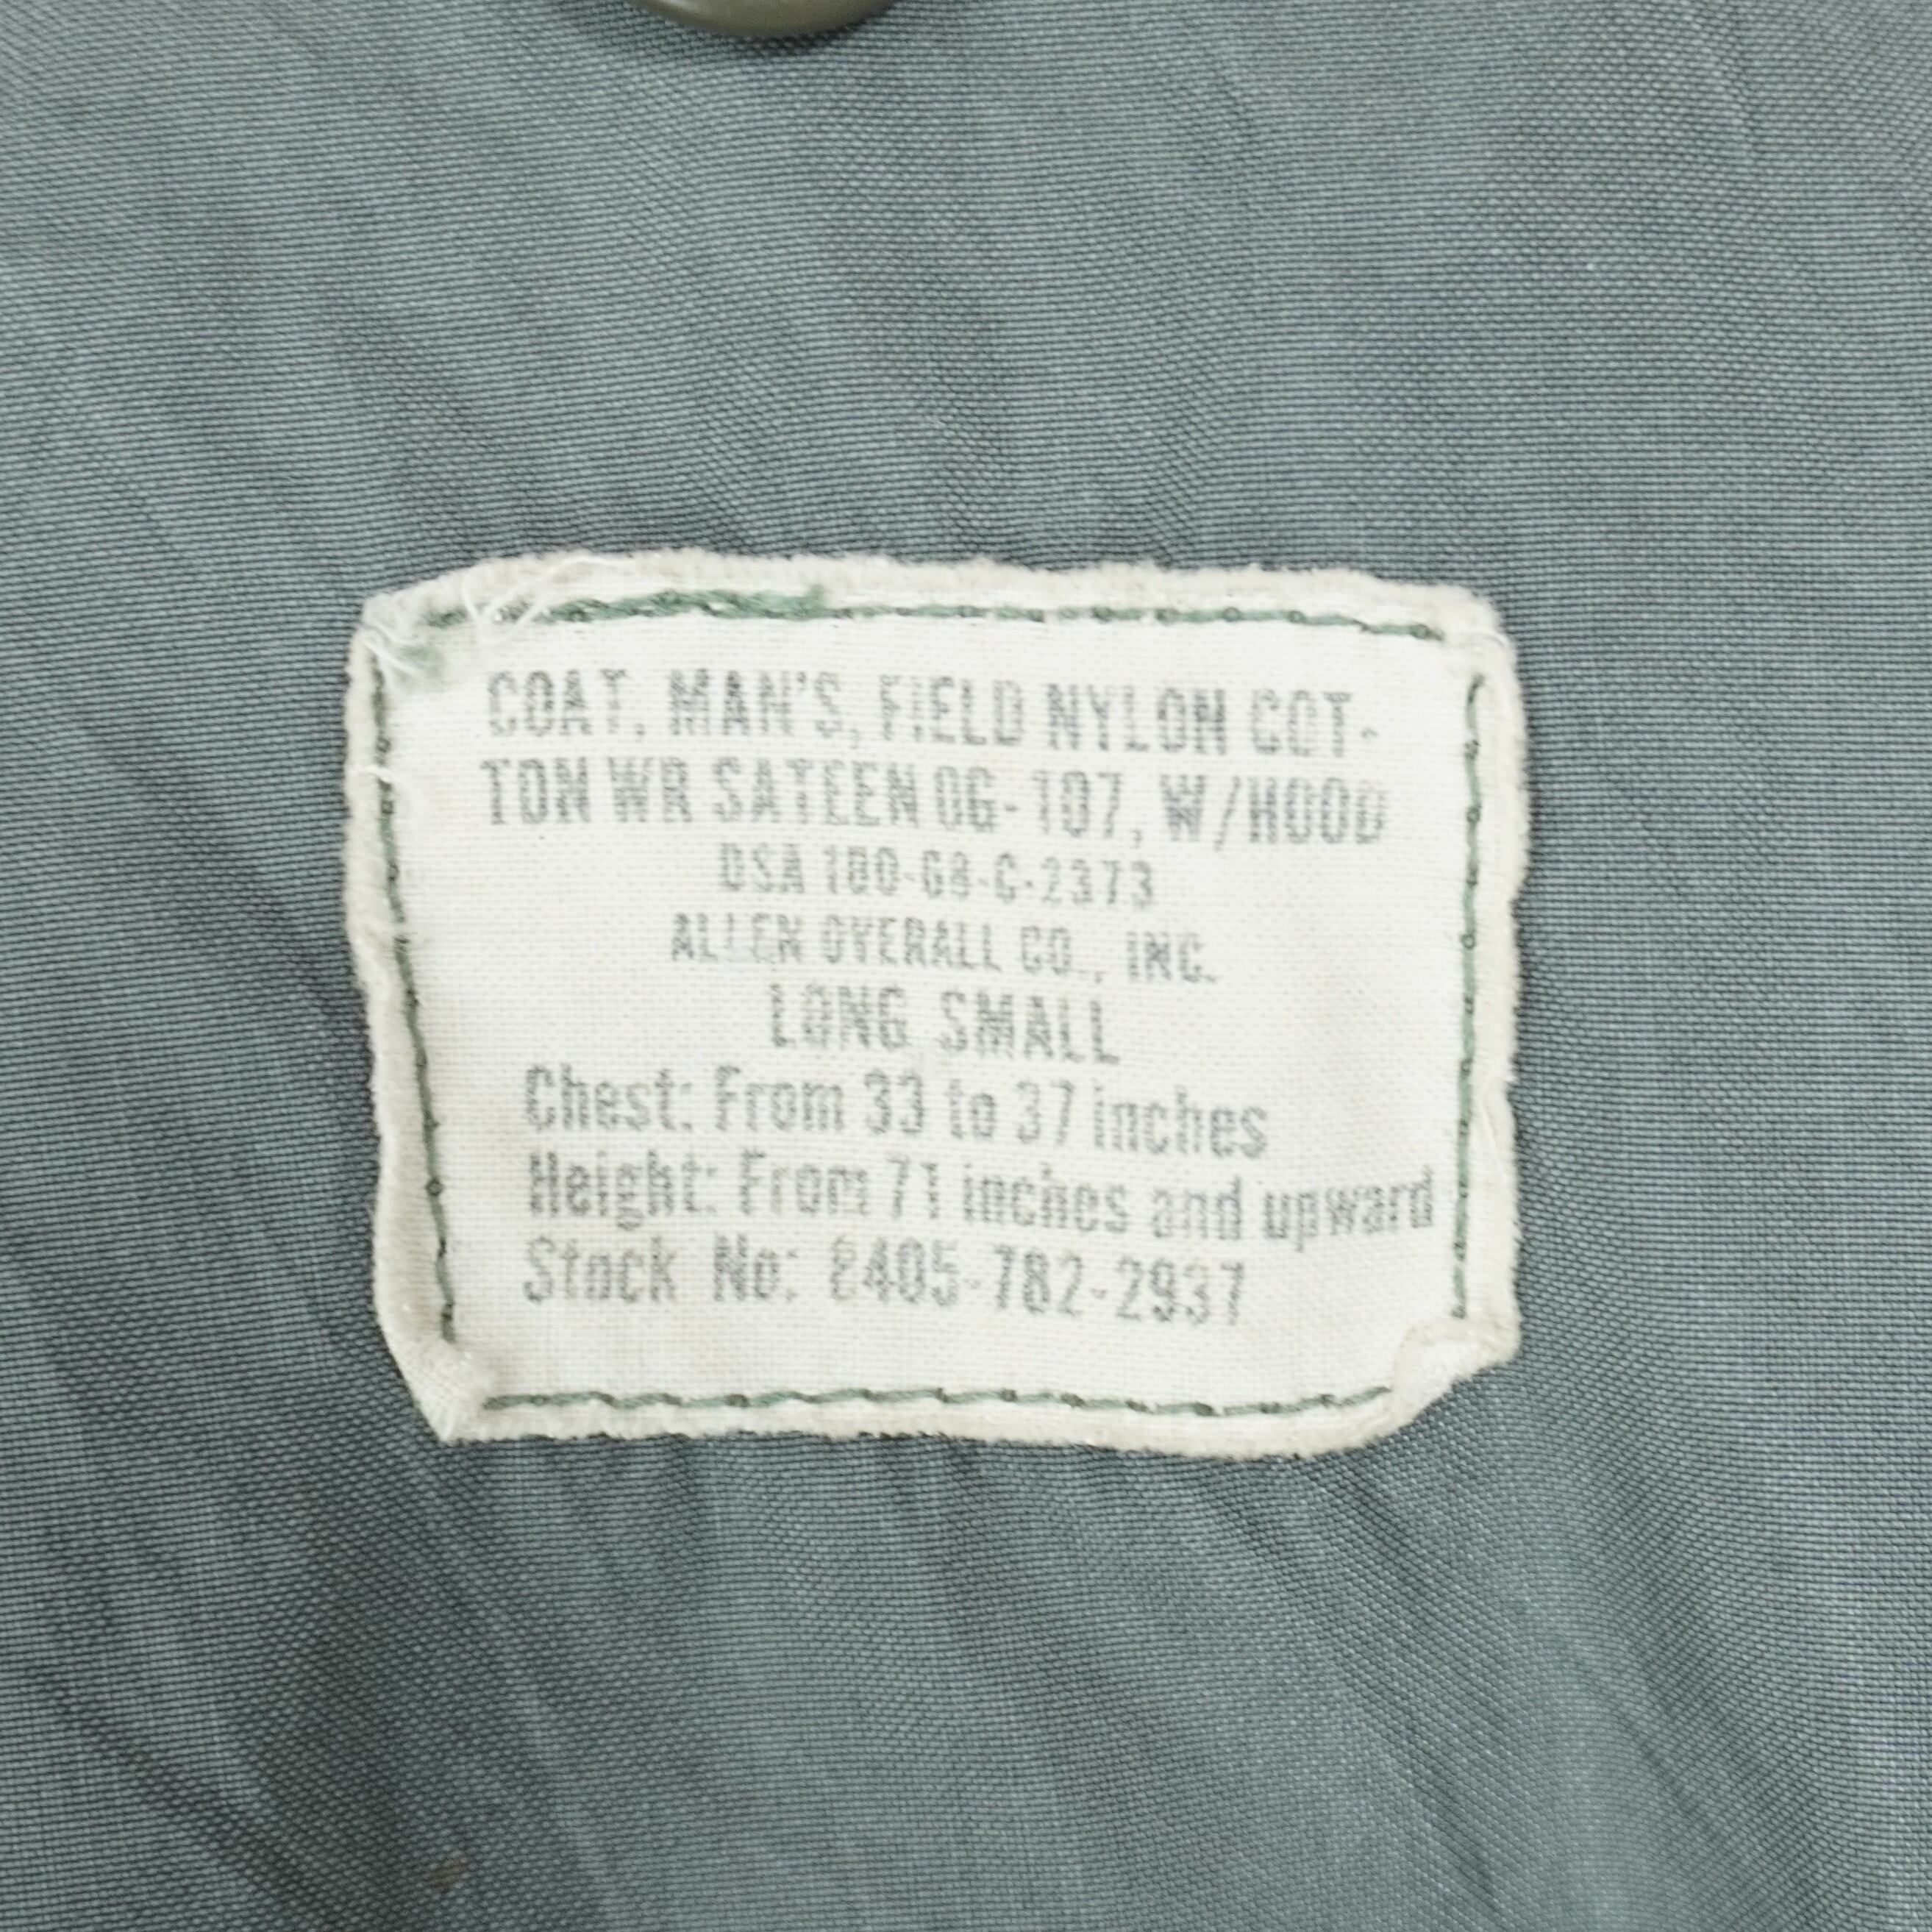 COAT, MAN'S, FIELD NYLON COT-
TON WR SATEEN OG-107, W/HOOD
DSA 100-68-C-2373
ALLEN OVERALL CO., INC.
LONG SMALL
Chest: From 33 to 37 inches
Height: From 71 inches and upward
Stock No: 8405-782-2937